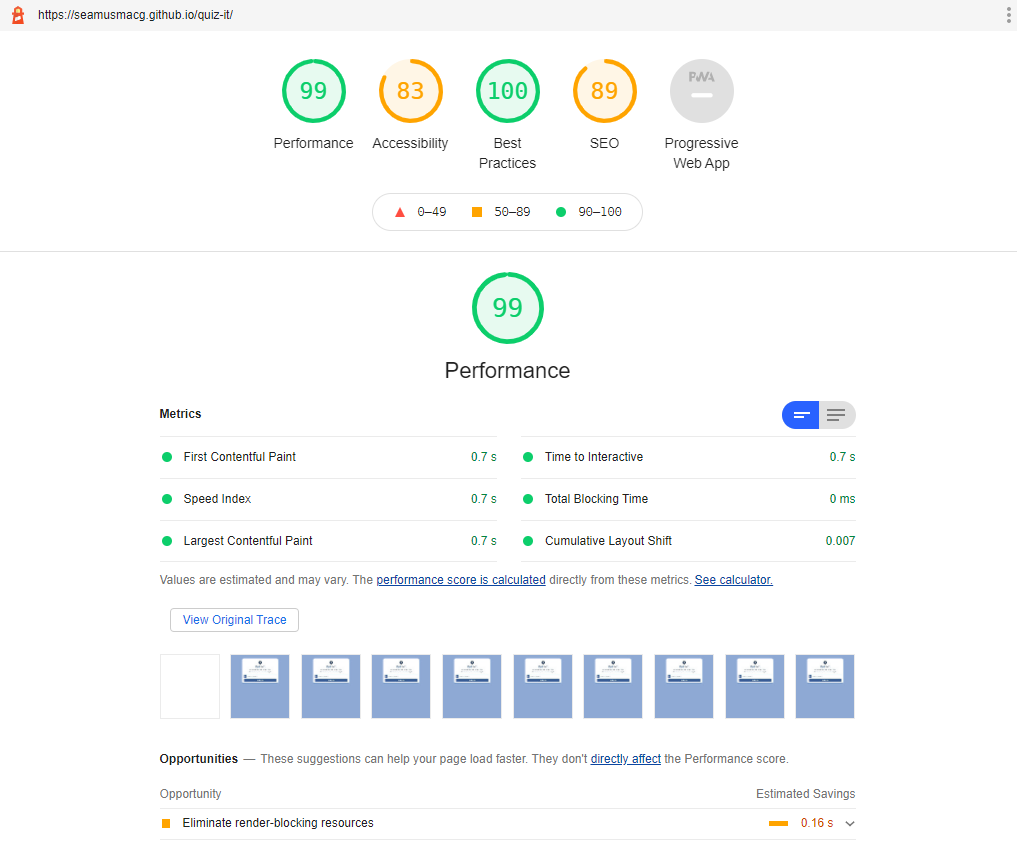 https://seamusmacg.github.io/quiz-it/
99 83 100 89 PWA
Performance Accessibility Best Practices SEO Progressive Web App
0–49 50–89 90–100
99
Performance
Metrics
First Contentful Paint 0.7 s Time to Interactive 0.7 s
Speed Index 0.7 s Total Blocking Time 0 ms
Largest Contentful Paint 0.7 s Cumulative Layout Shift 0.007
Values are estimated and may vary. The performance score is calculated directly from these metrics. See calculator.
View Original Trace
Opportunities — These suggestions can help your page load faster. They don't directly affect the Performance score.
Opportunity Estimated Savings
Eliminate render-blocking resources 0.16 s